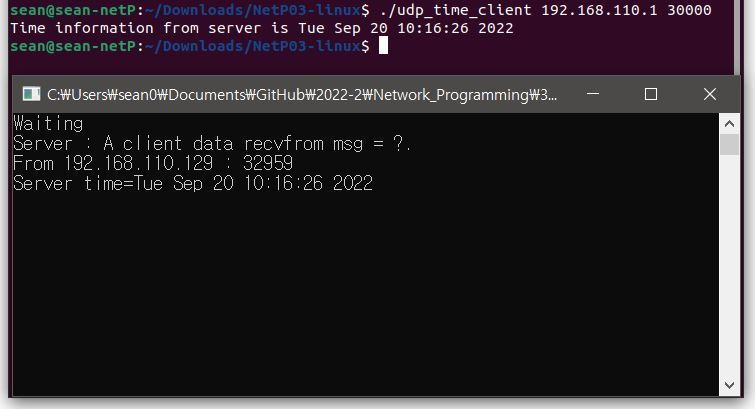 sean@sean-netP:~/Downloads/NetP03-linux$ ./udp_time_client 192.168.110.1 30000
Time information from server is Tue Sep 20 10:16:26 2022
sean@sean-netP:~/Downloads/NetP03-linux$
C:₩Users₩sean0₩Documents₩GitHub₩2022-2₩Network_Programming₩3...
Waiting
Server : A client data recvfrom msg = ?.
From 192.168.110.129 : 32959
Server time=Tue Sep 20 10:16:26 2022